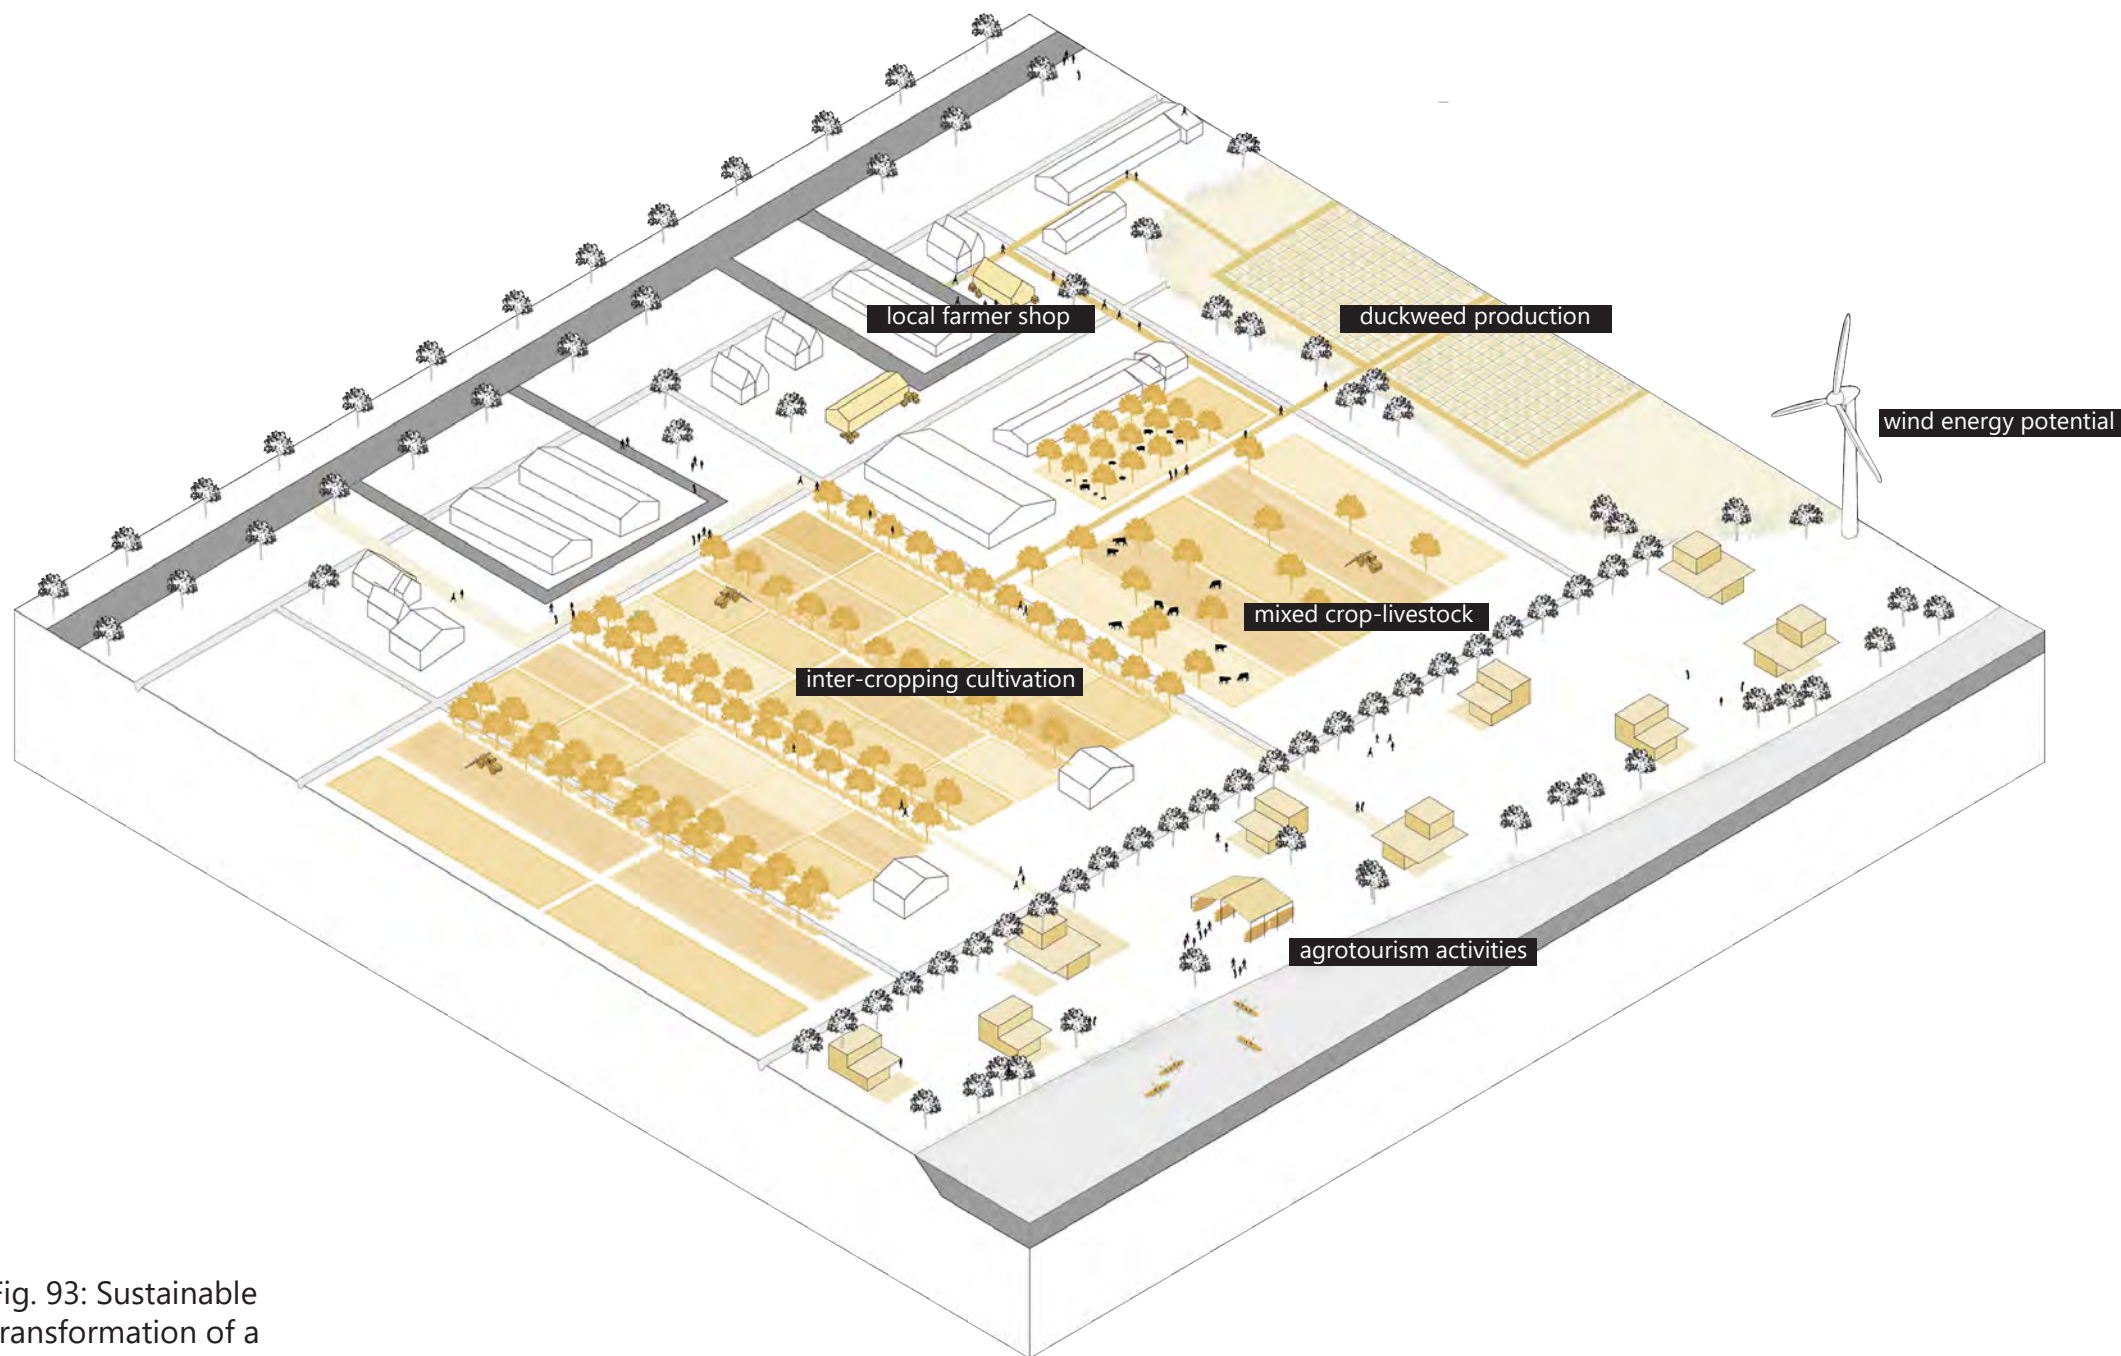 local farmer shop
duckweed production
wind energy potential
mixed crop-livestock
inter-cropping cultivation
agrotourism activities
Fig. 93: Sustainable
ransformation of a